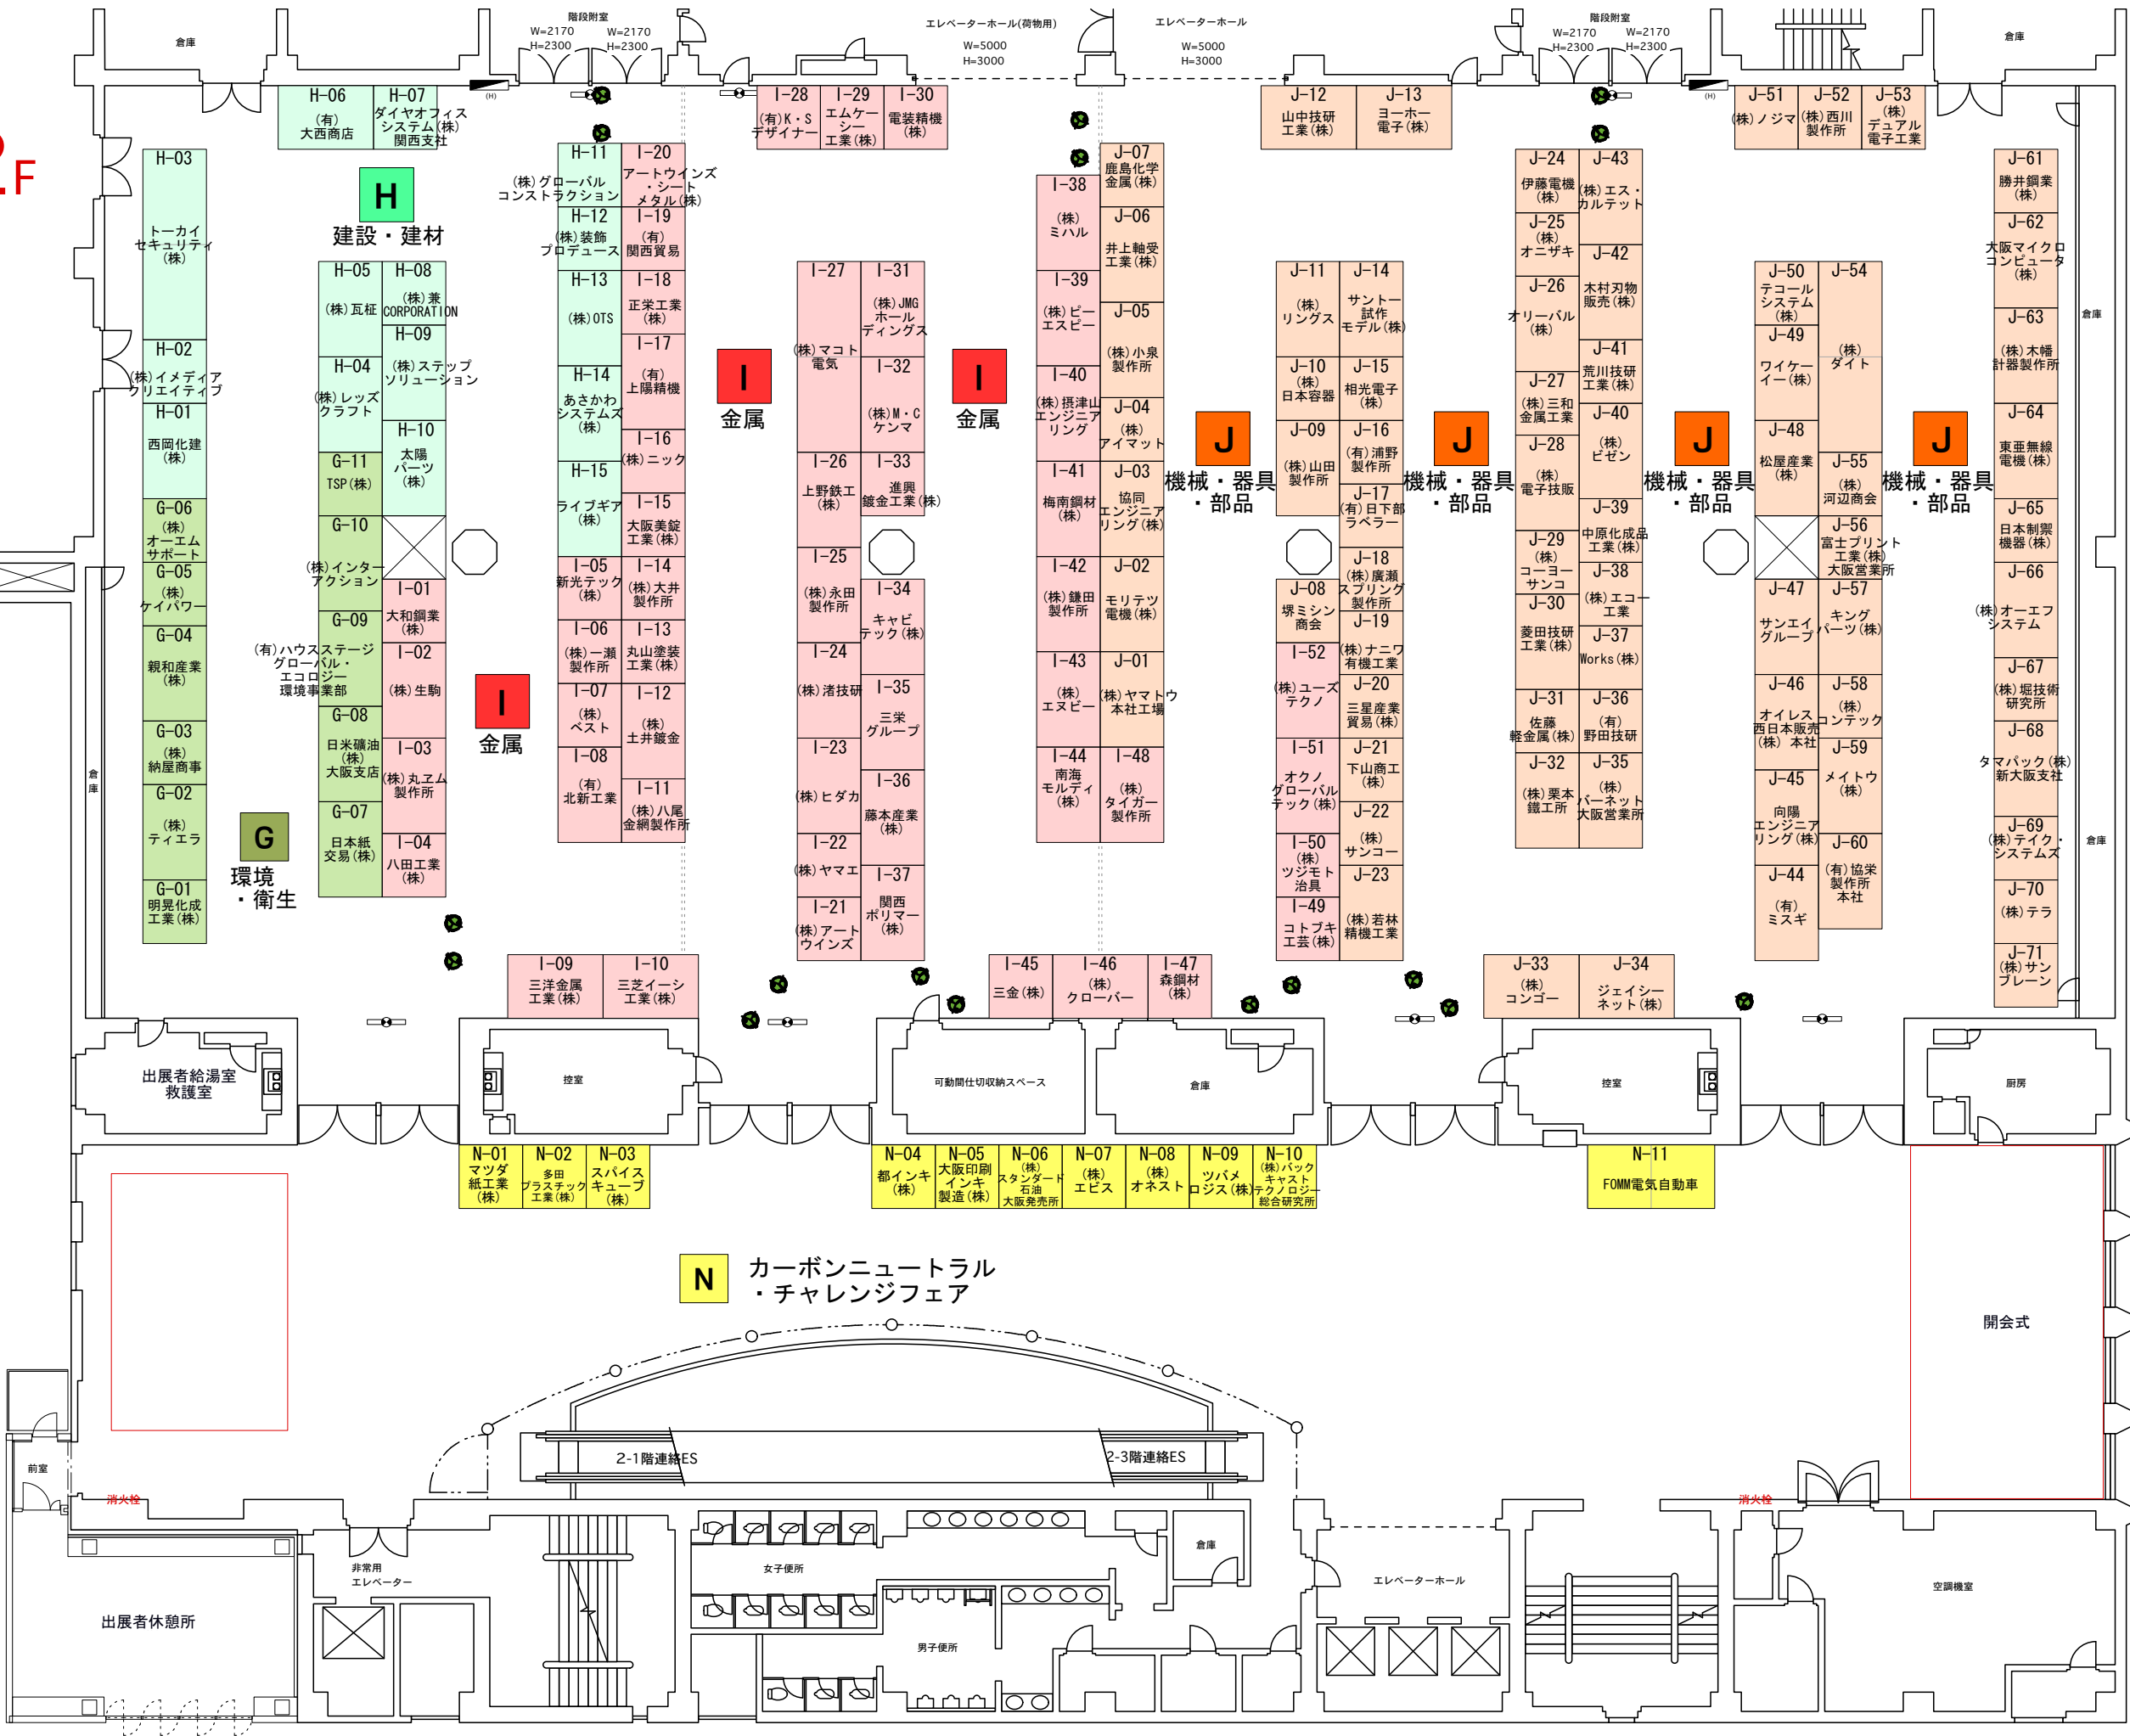 倉庫
階段附室
W=2170
H=2300
W=2170
H=2300
エレベーターホール(荷物用)
W=5000
H=3000
エレベーターホール
W=5000
H=3000
階段附室
W=2170
H=2300
W=2170
H=2300
倉庫
.F
(H)
(H)
H-06
(有)
大西商店
H-07
ダイヤオフィス
システム(株)
関西支社
I-28
(有)K・S
デザイナー
I-29
エムケー
シー
工業(株)
I-30
電装精機
(株)
J-12
山中技研
工業(株)
J-13
ヨーホー
電子(株)
J-51
(株)ノジマ
J-52
(株)西川
製作所
J-53
(株)
デュアル
電子工業
H-03
トーカイ
セキュリティ
(株)
H-02
(株)イメディア
クリエイティブ
H-01
西岡化建
(株)
G-06
(株)
オーエム
サポート
G-05
(株)
ケイパワー
G-04
親和産業
(株)
G-03
(株)
納屋商事
G-02
(株)
ティエラ
G-01
明晃化成
工業(株)
H
建設・建材
H-05
(株)瓦柾
H-04
(株)レッズ
クラフト
G-11
TSP(株)
G-10
(株)インター
アクション
G-09
(有)ハウスステージ
グローバル・
エコロジー
環境事業部
G-08
日米礦油
(株)
大阪支店
G-07
日本紙
交易(株)
H-08
(株)兼
CORPORATION
H-09
(株)ステップ
ソリューション
H-10
太陽
パーツ
(株)
I-01
大和鋼業
(株)
I-02
(株)生駒
I-03
(株)丸ヱム
製作所
I-04
八田工業
(株)
G
環境
・衛生
I
金属
H-11
(株)グローバル
コンストラクション
H-12
(株)装飾
プロデュース
H-13
(株)OTS
H-14
あさかわ
システムズ
(株)
H-15
ライブギア
(株)
I-05
新光テック
(株)
I-06
(株)一瀬
製作所
I-07
(株)
ベスト
I-08
(有)
北新工業
I-20
アートウインズ
・シート
メタル(株)
I-19
(有)
関西貿易
I-18
正栄工業
(株)
I-17
(有)
上陽精機
I-16
(株)ニック
I-15
大阪美錠
工業(株)
I-14
(株)大井
製作所
I-13
丸山塗装
工業(株)
I-12
(株)
土井鍍金
I-11
(株)八尾
金網製作所
I-09
三洋金属
工業(株)
I-10
三芝イーシ
工業(株)
I
金属
I-27
(株)マコト
電気
I-26
上野鉄工
(株)
I-25
(株)永田
製作所
I-24
(株)渚技研
I-23
(株)ヒダカ
I-22
(株)ヤマエ
I-21
(株)アート
ウインズ
I-31
(株)JMG
ホール
ディングス
I-32
(株)M・C
ケンマ
I-33
進興
鍍金工業(株)
I-34
キャビ
テック(株)
I-35
三栄
グループ
I-36
藤本産業
(株)
I-37
関西
ポリマー
(株)
I
金属
I-38
(株)
ミハル
I-39
(株)ピー
エスピー
I-40
(株)摂津山
エンジニア
リング
I-41
梅南鋼材
(株)
I-42
(株)鎌田
製作所
I-43
(株)
エヌビー
I-44
南海
モルディ
(株)
J-07
鹿島化学
金属(株)
J-06
井上軸受
工業(株)
J-05
(株)小泉
製作所
J-04
(株)
アイマット
J-03
協同
エンジニア
リング(株)
J-02
モリテツ
電機(株)
J-01
(株)ヤマトウ
本社工場
I-48
(株)
タイガー
製作所
I-45
三金(株)
I-46
(株)
クローバー
I-47
森鋼材
(株)
J
機械・器具
・部品
J-11
(株)
リングス
J-10
(株)
日本容器
J-09
(株)山田
製作所
J-08
堺ミシン
商会
I-52
(株)ユーズ
テクノ
I-51
オクノ
グローバル
テック(株)
I-50
(株)
ツジモト
治具
I-49
コトブキ
工芸(株)
J-14
サントー
試作
モデル(株)
J-15
相光電子
(株)
J-16
(有)浦野
製作所
J-17
(有)日下部
ラベラー
J-18
(株)廣瀬
スプリング
製作所
J-19
(株)ナニワ
有機工業
J-20
三星産業
貿易(株)
J-21
下山商工
(株)
J-22
(株)
サンコー
J-23
(株)若林
精機工業
J
機械・器具
・部品
J-24
伊藤電機
(株)
J-25
(株)
オニザキ
J-26
オリーバル
(株)
J-27
(株)三和
金属工業
J-28
(株)
電子技販
J-29
(株)
コーヨー
サンコ
J-30
菱田技研
工業(株)
J-31
佐藤
軽金属(株)
J-32
(株)栗本
鐵工所
J-43
(株)エス・
カルテット
J-42
木村刃物
販売(株)
J-41
荒川技研
工業(株)
J-40
(株)
ビゼン
J-39
中原化成品
工業(株)
J-38
(株)エコー
工業
J-37
Works(株)
J-36
(有)
野田技研
J-35
(株)
バーネット
大阪営業所
J-33
(株)
コンゴー
J-34
ジェイシー
ネット(株)
J
機械・器具
・部品
J-50
テコール
システム
(株)
J-49
ワイケー
イー(株)
J-48
松屋産業
(株)
J-47
サンエイ
グループ
J-46
オイレス
西日本販売
(株) 本社
J-45
向陽
エンジニア
リング(株)
J-44
(有)
ミスギ
J-54
(株)
ダイト
J-55
(株)
河辺商会
J-56
富士プリント
工業(株)
大阪営業所
J-57
キング
パーツ(株)
J-58
(株)
コンテック
J-59
メイトウ
(株)
J-60
(有)協栄
製作所
本社
J
機械・器具
・部品
J-61
勝井鋼業
(株)
J-62
大阪マイクロ
コンピュータ
(株)
J-63
(株)木幡
計器製作所
J-64
東亜無線
電機(株)
J-65
日本制禦
機器(株)
J-66
(株)オーエフ
システム
J-67
(株)堀技術
研究所
J-68
タマパック(株)
新大阪支社
J-69
(株)テイク・
システムズ
J-70
(株)テラ
J-71
(株)サン
ブレーン
倉庫
倉庫
倉庫
出展者給湯室
救護室
控室
可動間仕切収納スペース
倉庫
控室
厨房
N-01
マツダ
紙工業
(株)
N-02
多田
プラスチック
工業(株)
N-03
スパイス
キューブ
(株)
N-04
都インキ
(株)
N-05
大阪印刷
インキ
製造(株)
N-06
(株)
スタンダード
石油
大阪発売所
N-07
(株)
エビス
N-08
(株)
オネスト
N-09
ツバメ
ロジス(株)
N-10
(株)バック
キャスト
テクノロジー
総合研究所
N-11
FOMM電気自動車
N
カーボンニュートラル
・チャレンジフェア
開会式
2-1階連絡ES
2-3階連絡ES
前室
消火栓
消火栓
非常用
エレベーター
女子便所
倉庫
エレベーターホール
空調機室
出展者休憩所
男子便所